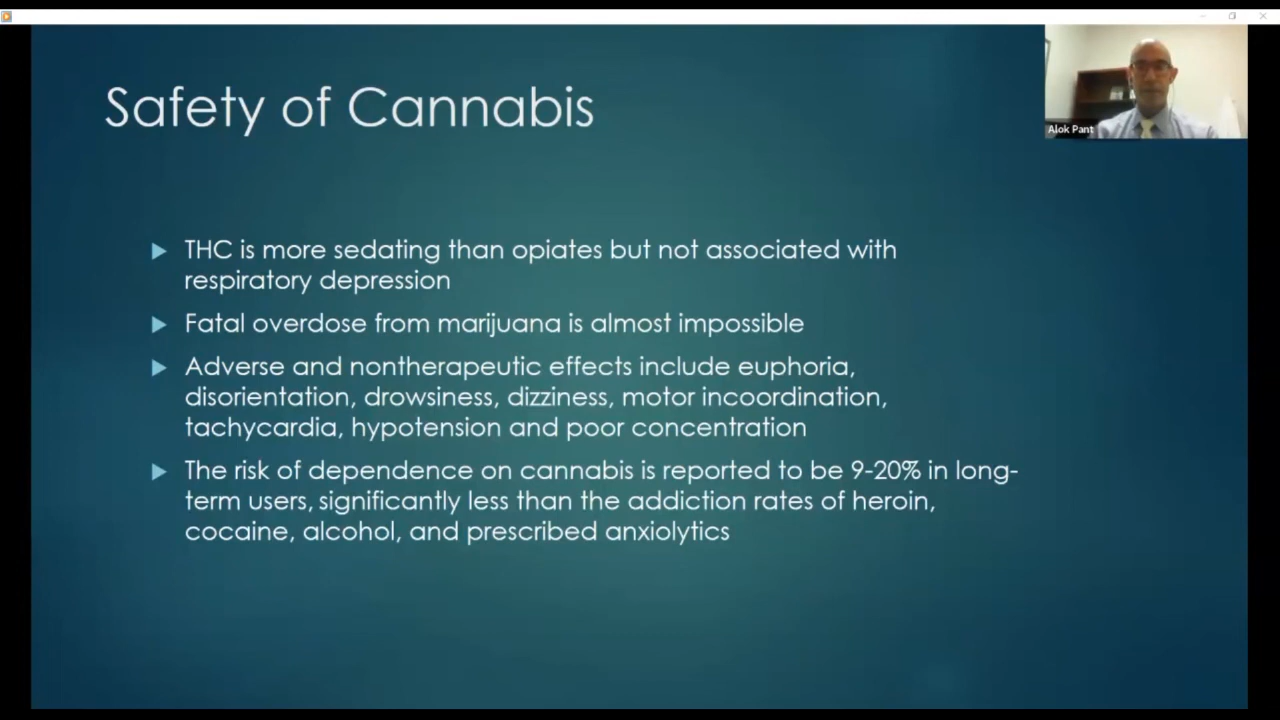 Safety of Cannabis
Alok Pant
THC is more sedating than opiates but not associated with
respiratory depression
Fatal overdose from marijuana is almost impossible
Adverse and nontherapeutic effects include euphoria,
disorientation, drowsiness, dizziness, motor incoordination,
tachycardia, hypotension and poor concentration
The risk of dependence on cannabis is reported to be 9-20% in long-
term users, significantly less than the addiction rates of heroin,
cocaine, alcohol, and prescribed anxiolytics